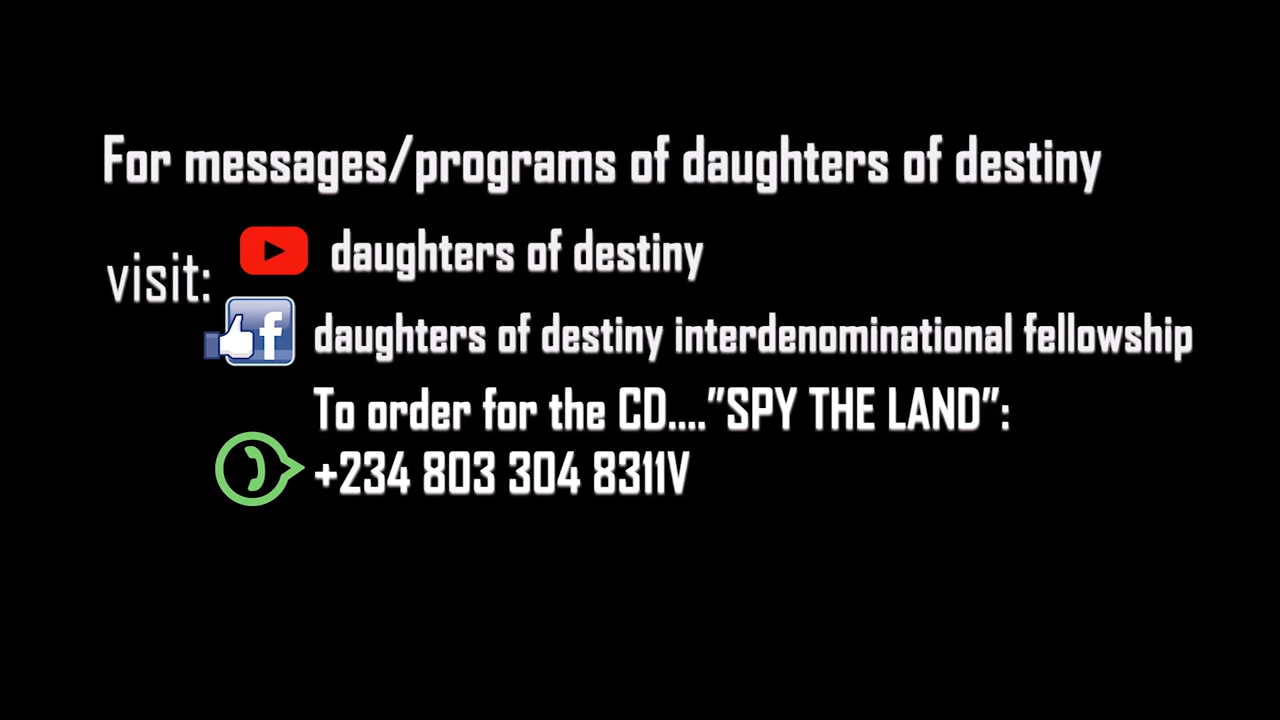 For messages/programs of daughters of destiny
visit: daughters of destiny
daughters of destiny interdenominational fellowship
To order for the CD...."SPY THE LAND":
+234 803 304 8311V